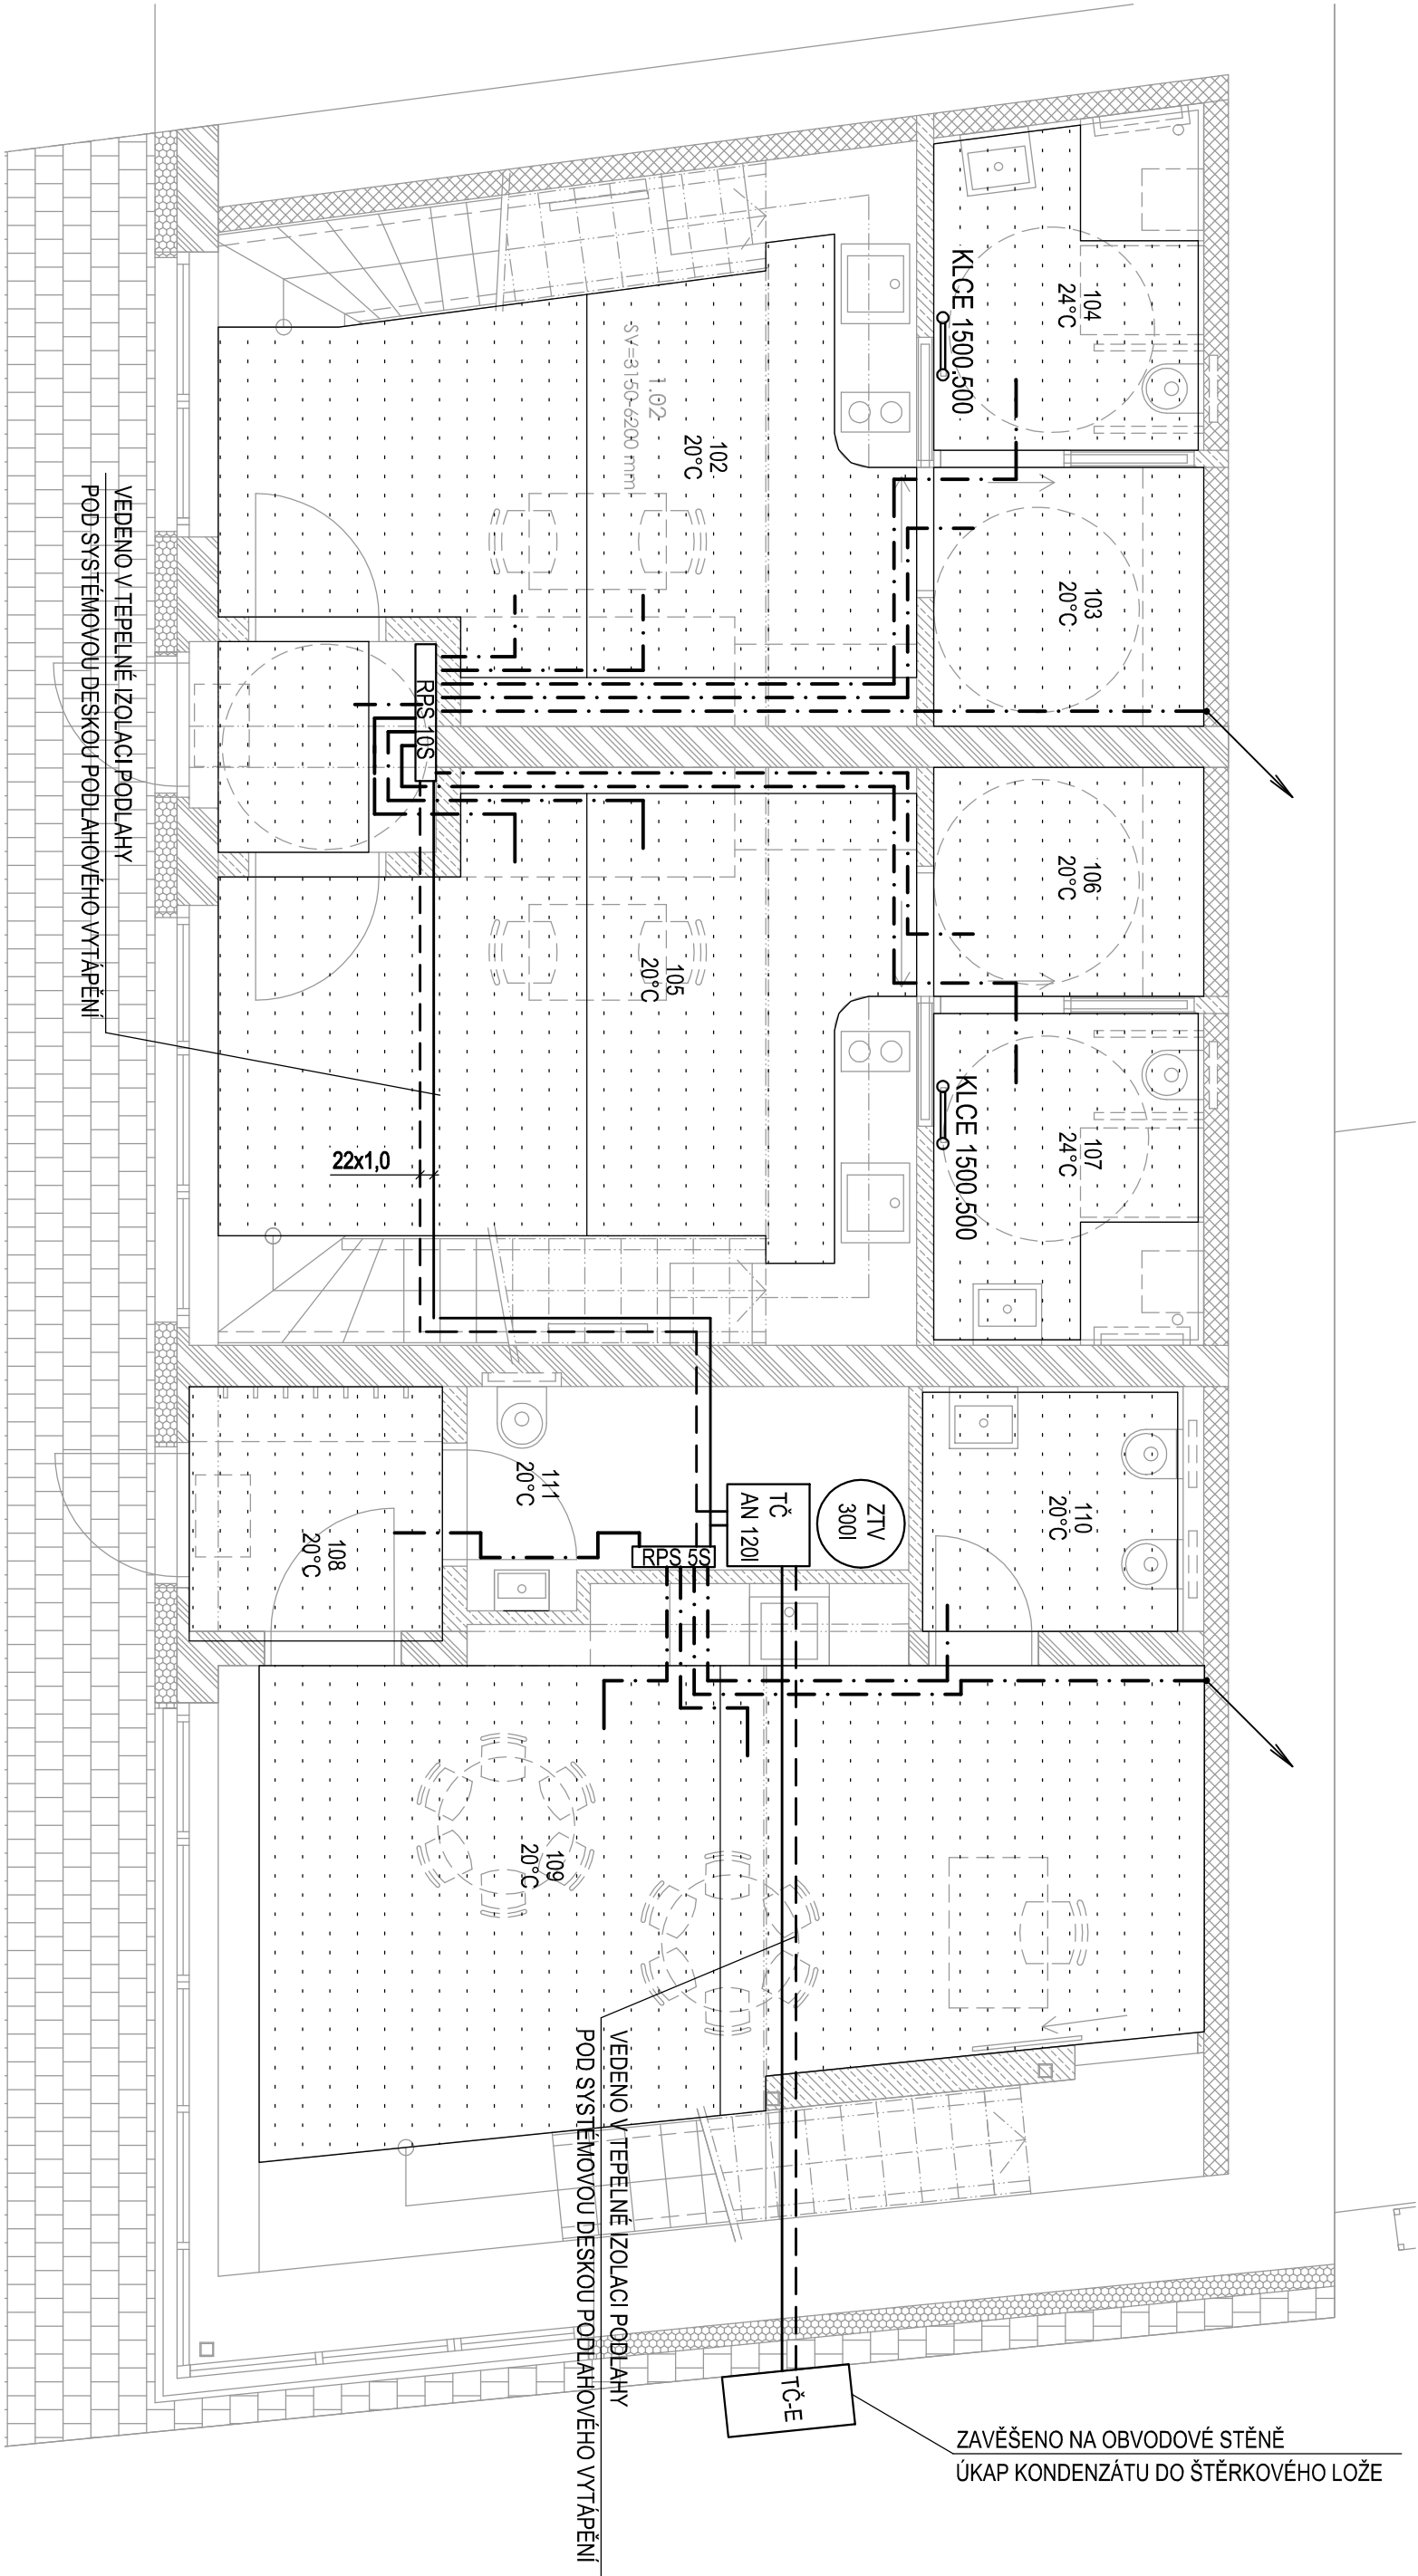 104
24°C
KLCE 1500.500
103
20°C
1.02
SV=3150-6200 mm
102
20°C
VEDENO V TEPELNÉ IZOLACI PODLAHY
POD SYSTÉMOVOU DESKOU PODLAHOVÉHO VYTÁPĚNÍ
RPS 10S
106
20°C
105
20°C
107
24°C
KLCE 1500.500
22x1,0
110
20°C
ZTV
300l
TČ
AN 120l
111
20°C
RPS 5S
108
20°C
109
20°C
VEDENO V TEPELNÉ IZOLACI PODLAHY
POD SYSTÉMOVOU DESKOU PODLAHOVÉHO VYTÁPĚNÍ
TČ-E
ZAVĚŠENO NA OBVODOVÉ STĚNĚ
ÚKAP KONDENZÁTU DO ŠTĚRKOVÉHO LOŽE